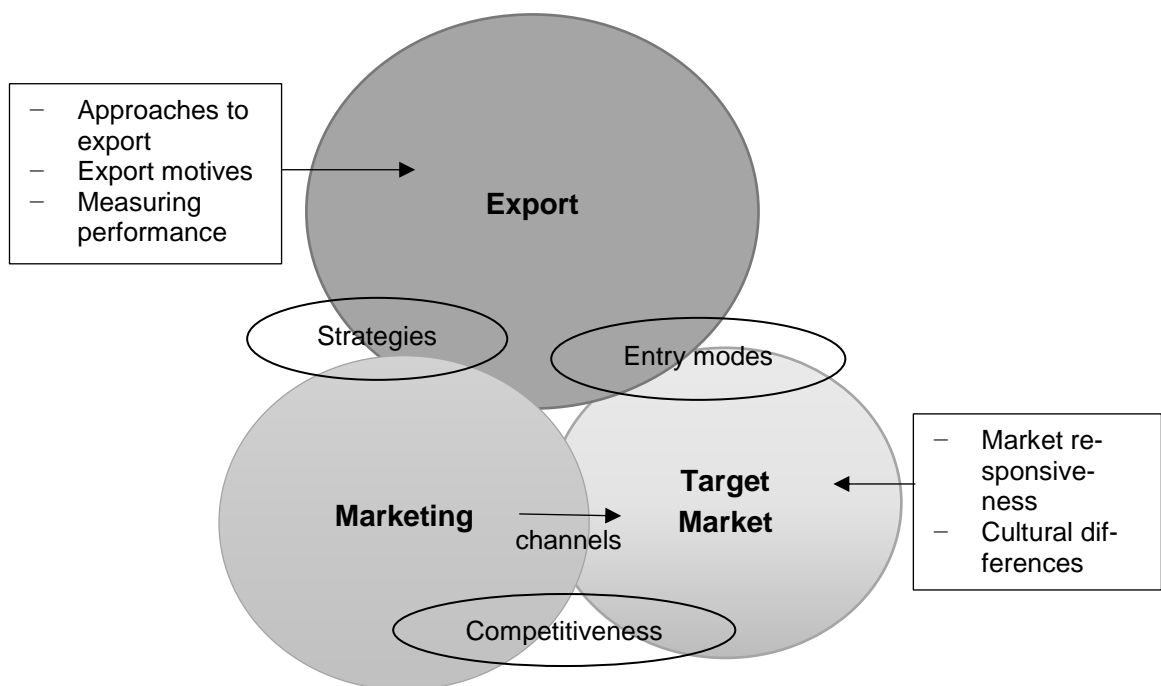 – Approaches to
export
– Export motives
– Measuring
performance
Export
Strategies
Entry modes
Marketing
channels
Target
Market
– Market re-
sponsive-
ness
– Cultural dif-
ferences
Competitiveness